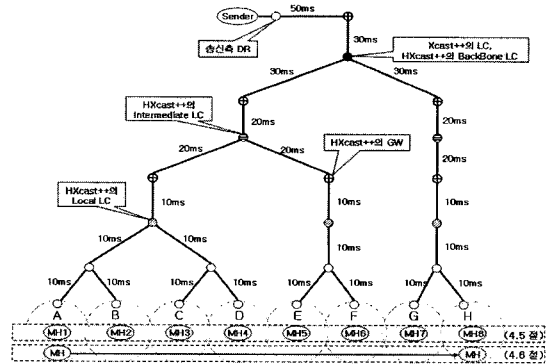 Sender
50ms
송신측 DR
30ms
Xcast++의 LC,
HXcast++의 BackBone LC
30ms
30ms
HXcast++의
Intermediate LC
20ms
20ms
HXcast++의 GW
20ms
20ms
20ms
HXcast++의
Local LC
10ms
10ms
10ms
10ms
10ms
10ms
10ms
10ms
10ms
10ms
10ms
10ms
10ms
10ms
A B C D E F G H
MH1 MH2 MH3 MH4 MH5 MH6 MH7 MH8 (4.5 절)
MH MH (4.6 절)